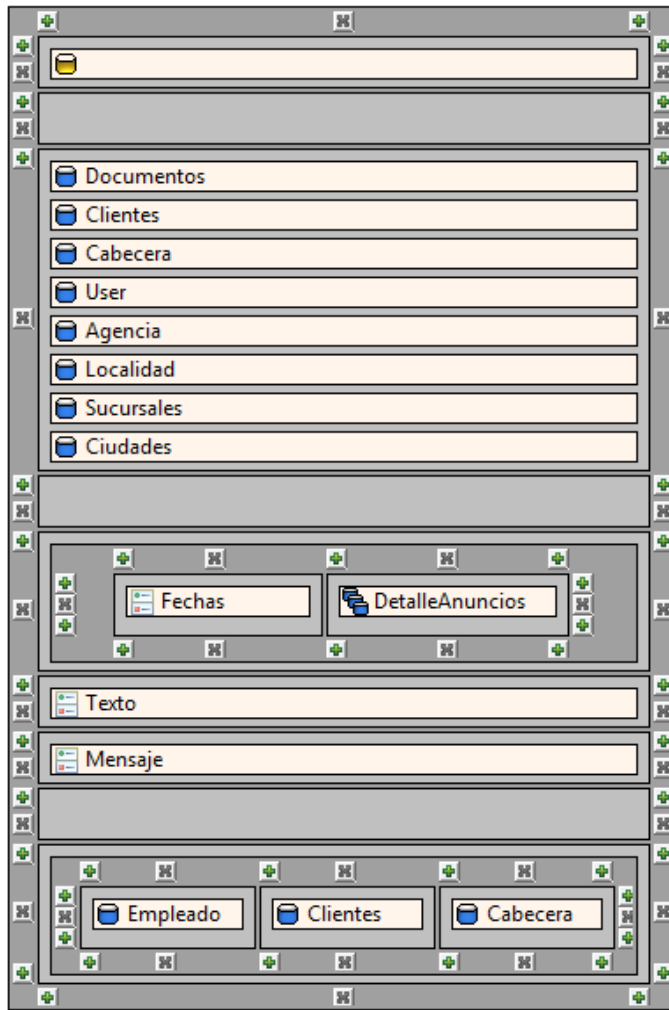 Documentos
Clientes
Cabecera
User
Agencia
Localidad
Sucursales
Ciudades
Fechas DetalleAnuncios
Texto
Mensaje
Empleado Clientes Cabecera